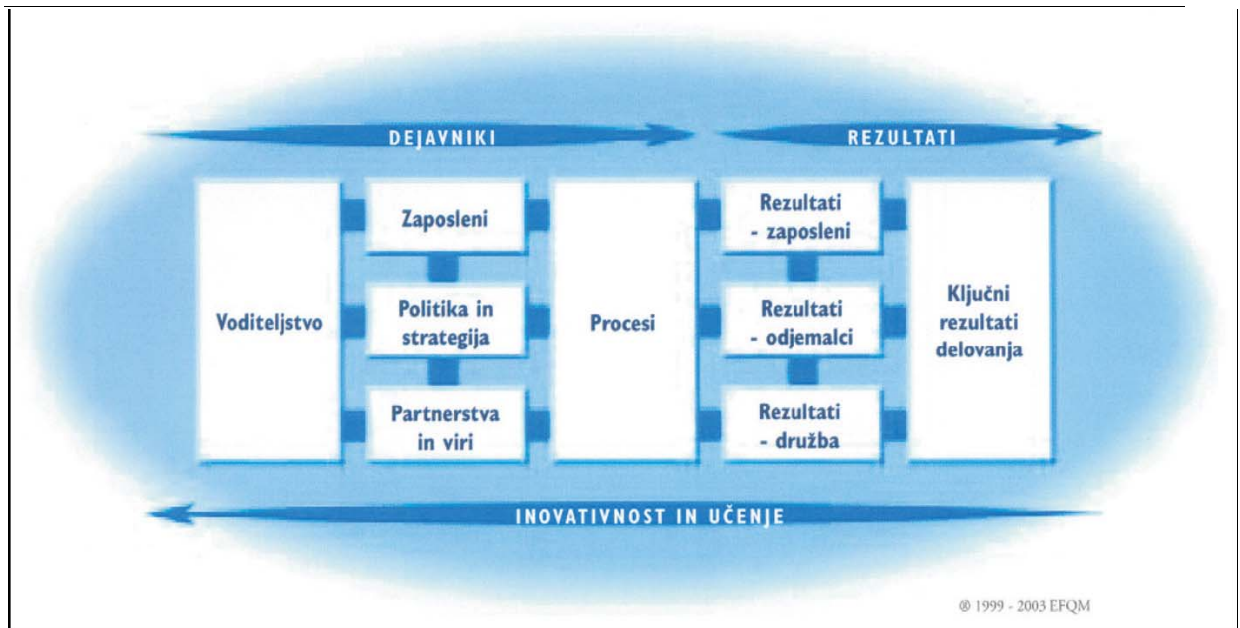 DEJAVNIKI
REZULTATI
Voditeljstvo
Zaposleni
Politika in
strategija
Partnerstva
in viri
Procesi
Rezultati
- zaposleni
Rezultati
- odjemalci
Rezultati
- družba
Ključni
rezultati
delovanja
INOVATIVNOST IN UČENJE
® 1999 - 2003 EFQM